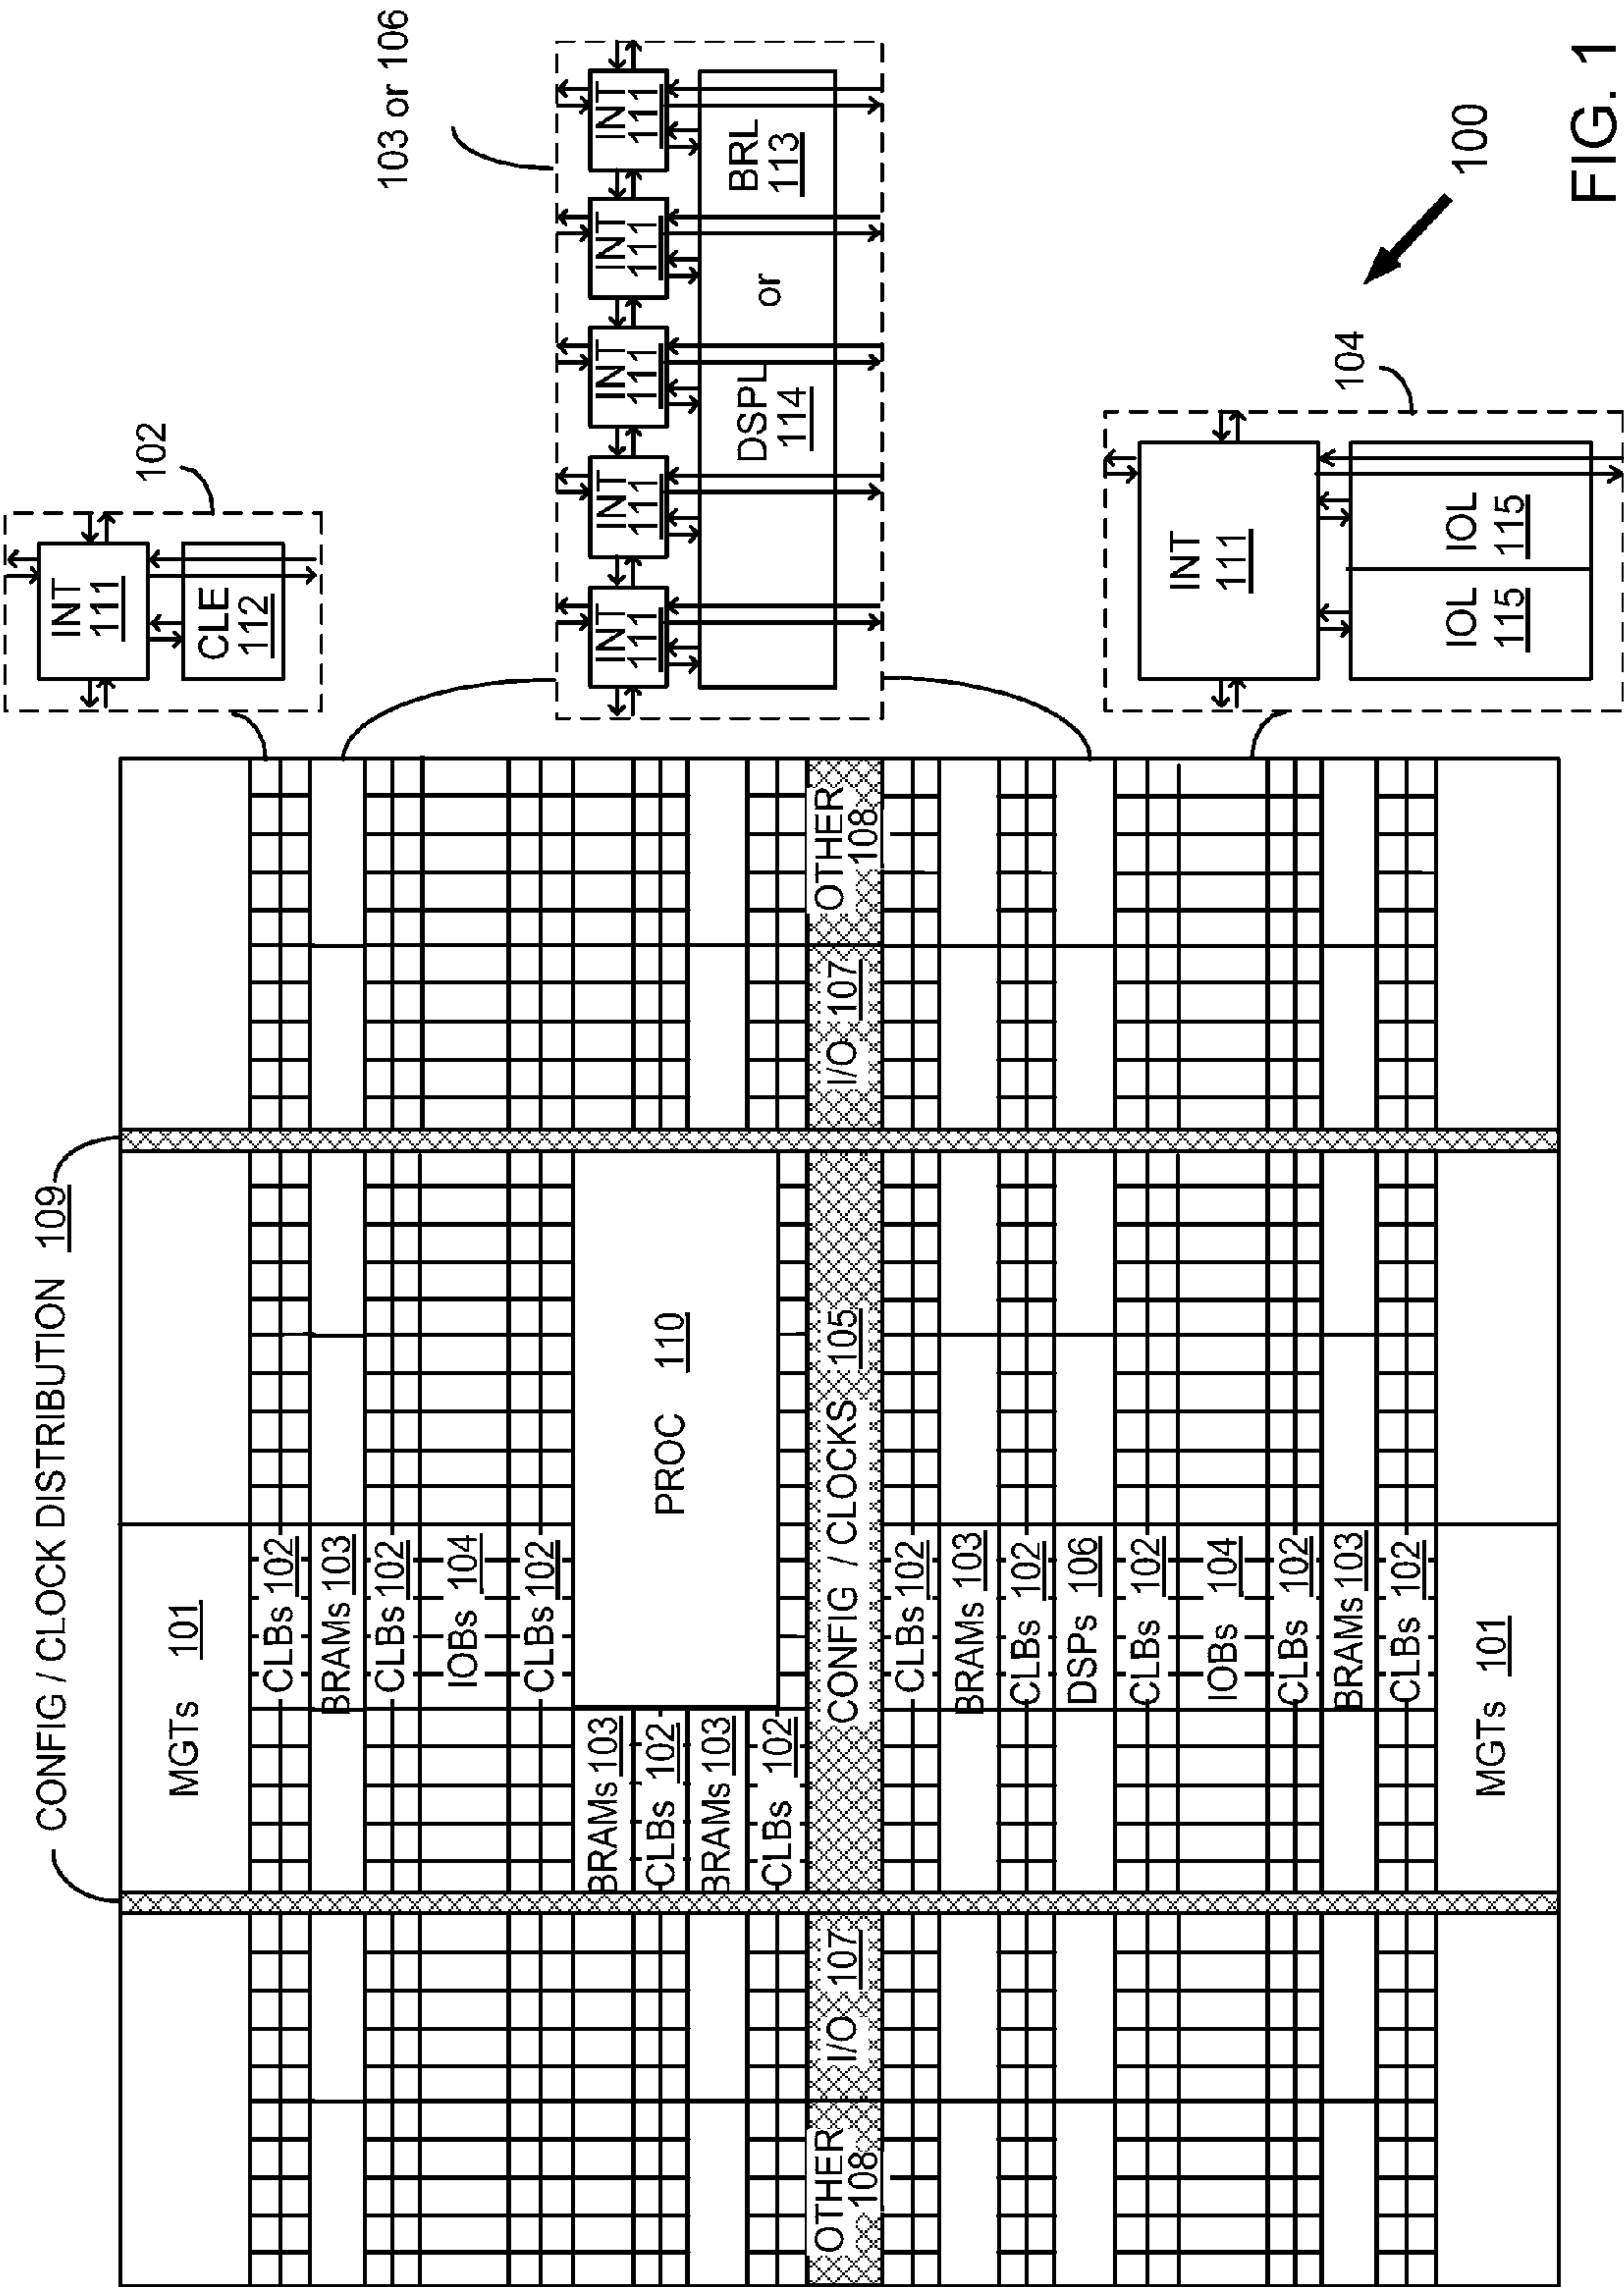 CONFIG / CLOCK DISTRIBUTION 109
MGTs 101
CLBs 102
BRAMs 103
CLBs 102
IOBs 104
CLBs 102
BRAMs 103
CLBs 102
BRAMs 103
CLBs 102
PROC 110
OTHER
108
I/O 107
CONFIG / CLOCKS 105
I/O 107
OTHER
108
CLBs 102
BRAMs 103
CLBs 102
DSPs 106
CLBs 102
IOBs 104
CLBs 102
BRAMs 103
CLBs 102
MGTs 101
102
INT
111
CLE
112
103 or 106
INT
111
INT
111
INT
111
INT
111
INT
111
DSPL
114
or
BRL
113
104
INT
111
IOL
115
IOL
115
100
FIG. 1